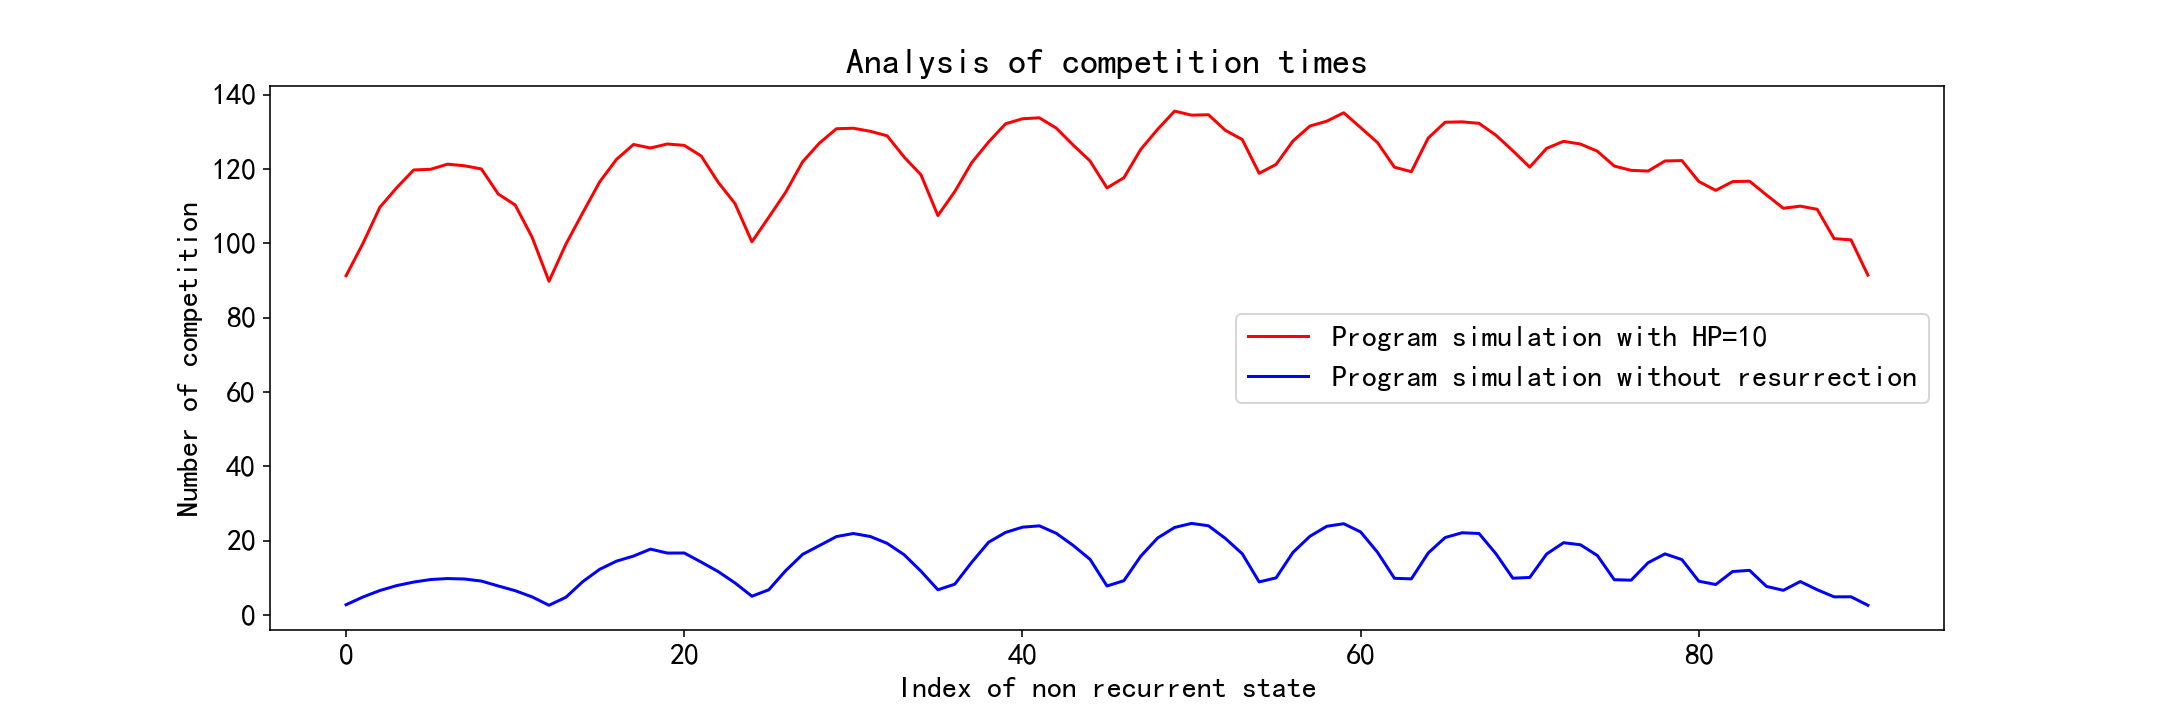 Analysis of competition times
140
120
100
80
60
40
20
0
Number of competition
Program simulation with HP=10
Program simulation without resurrection
0 20 40 60 80
Index of non recurrent state